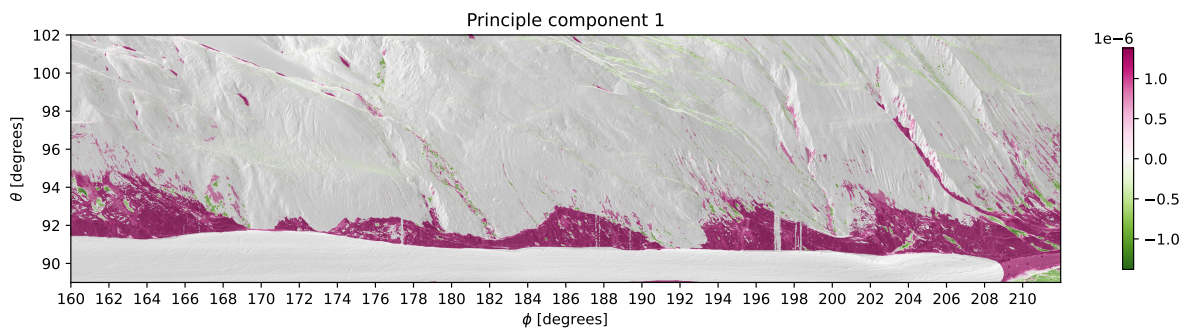 Principle component 1
1e−6
102
100
98
96
94
92
90
θ [degrees]
1.0
0.5
0.0
−0.5
−1.0
160 162 164 166 168 170 172 174 176 178 180 182 184 186 188 190 192 194 196 198 200 202 204 206 208 210
ϕ [degrees]